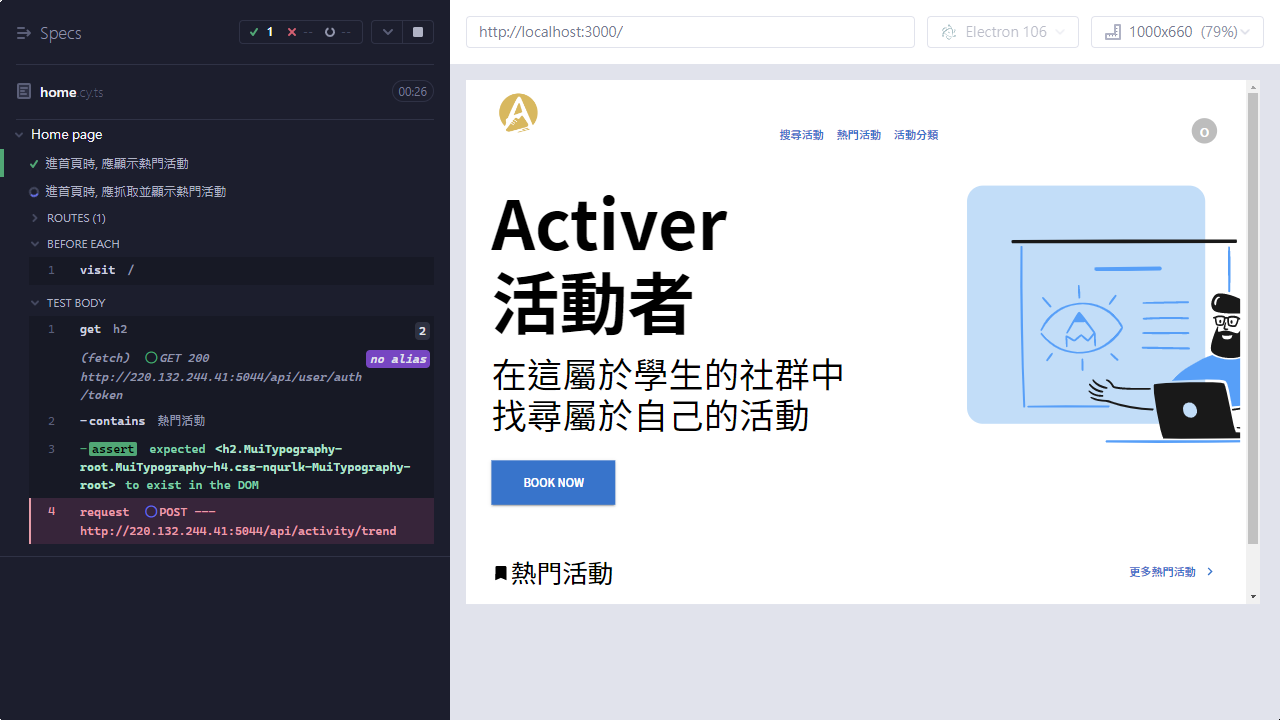 Specs
1
--
--
home.cy.ts
00:26
Home page
進首頁時, 應顯示熱門活動
進首頁時, 應抓取並顯示熱門活動
ROUTES (1)
BEFORE EACH
1 visit /
TEST BODY
1 get h2 2
(fetch) GET 200 no alias
http://220.132.244.41:5044/api/user/auth
/token
2 -contains 熱門活動
3 -assert expected <h2.MuiTypography-
root.MuiTypography-h4.css-nqurlk-MuiTypography-
root> to exist in the DOM
4 request POST ---
http://220.132.244.41:5044/api/activity/trend
http://localhost:3000/
Electron 106
1000x660 (79%)
A
搜尋活動 熱門活動 活動分類
O
Activer
活動者
在這屬於學生的社群中
找尋屬於自己的活動
BOOK NOW
熱門活動
更多熱門活動